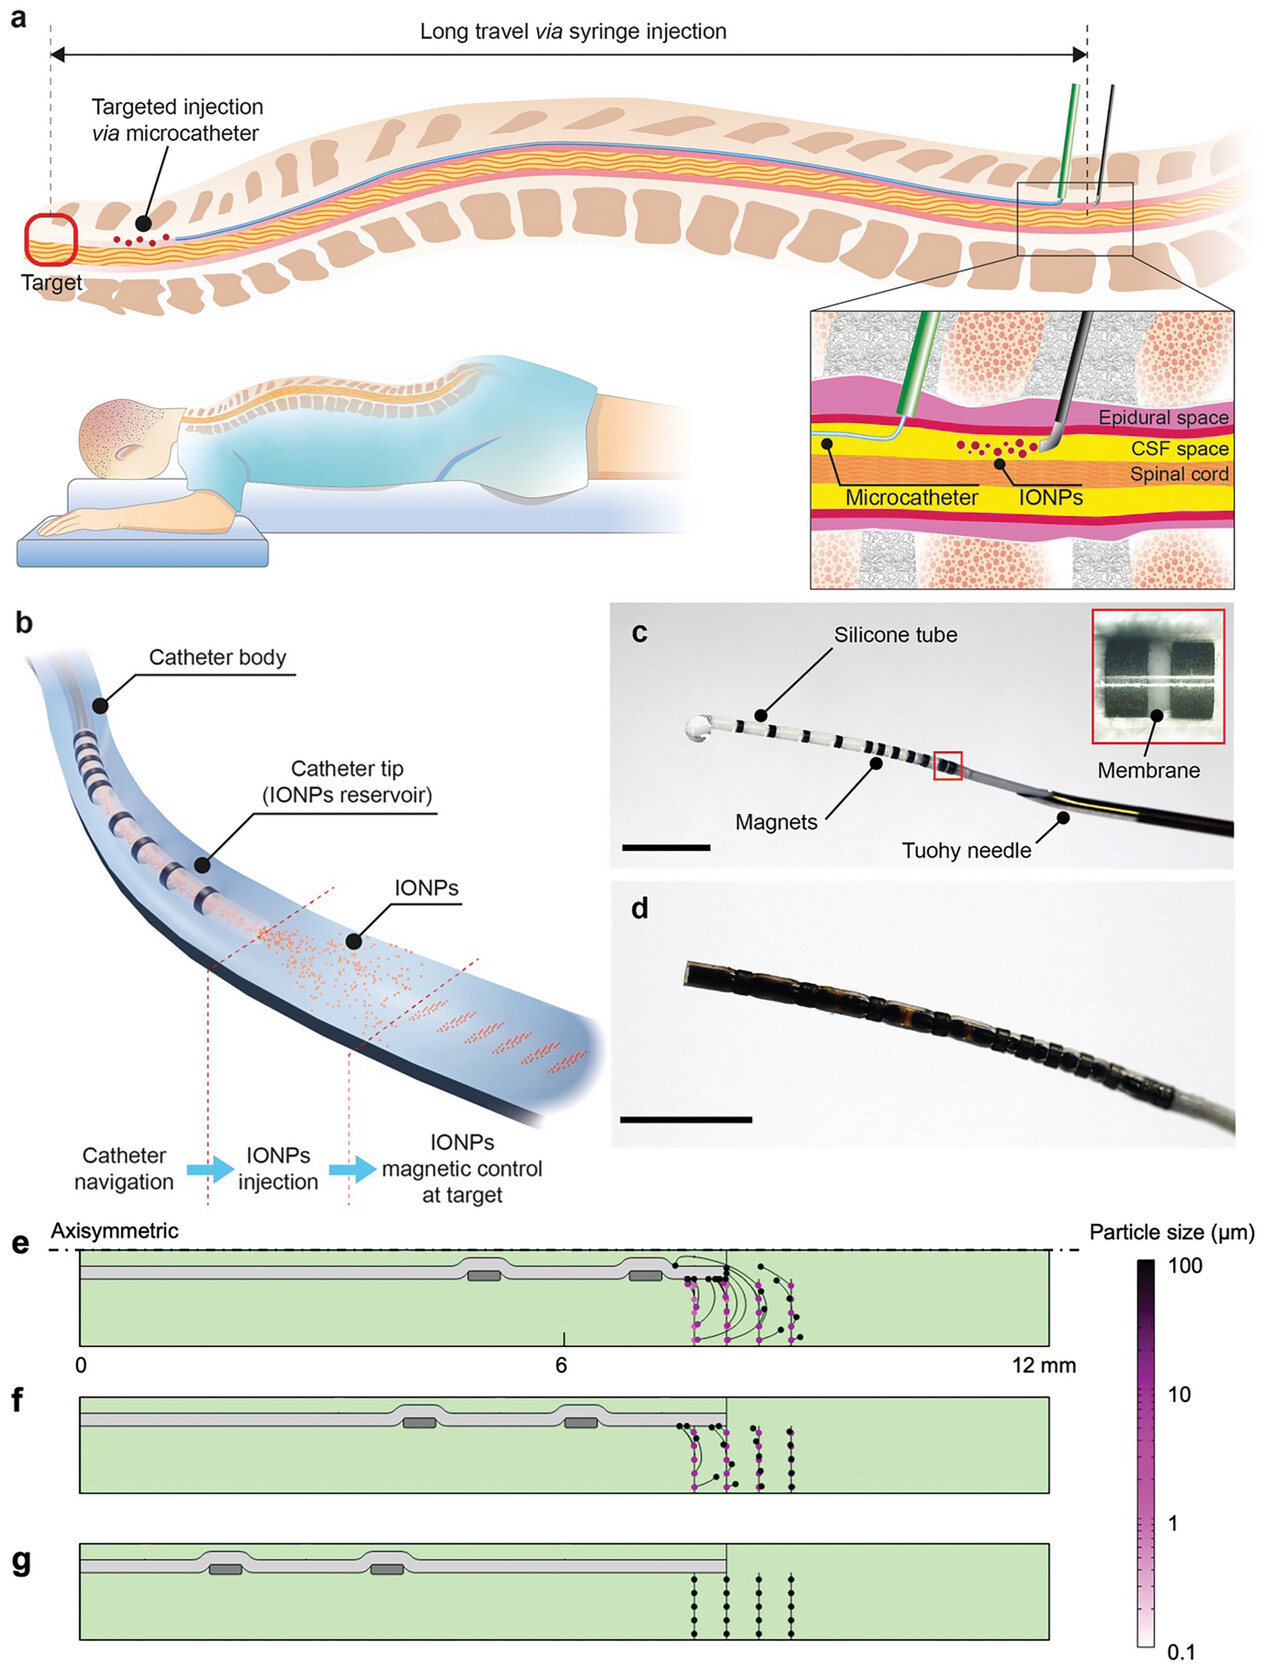 a
Long travel via syringe injection
Targeted injection
via microcatheter
Target
Epidural space
CSF space
Spinal cord
Microcatheter
IONPs
b
Catheter body
Catheter tip
(IONPs reservoir)
IONPs
Catheter
navigation
IONPs
injection
IONPs
magnetic control
at target
c
Silicone tube
Magnets
Membrane
Tuohy needle
d
e
Axisymmetric
Particle size (µm)
100
10
1
0.1
0
6
12 mm
f
g